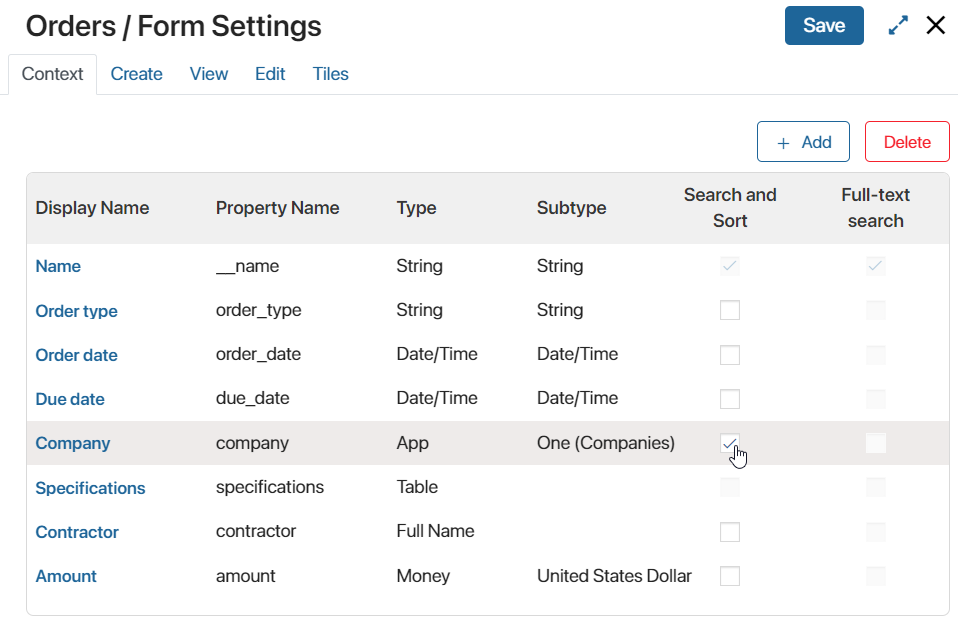 Orders / Form Settings
Save
Context Create View Edit Tiles
+ Add Delete
Display Name Property Name Type Subtype Search and Sort Full-text search
Name __name String String
Order type order_type String String
Order date order_date Date/Time Date/Time
Due date due_date Date/Time Date/Time
Company company App One (Companies)
Specifications specifications Table
Contractor contractor Full Name
Amount amount Money United States Dollar